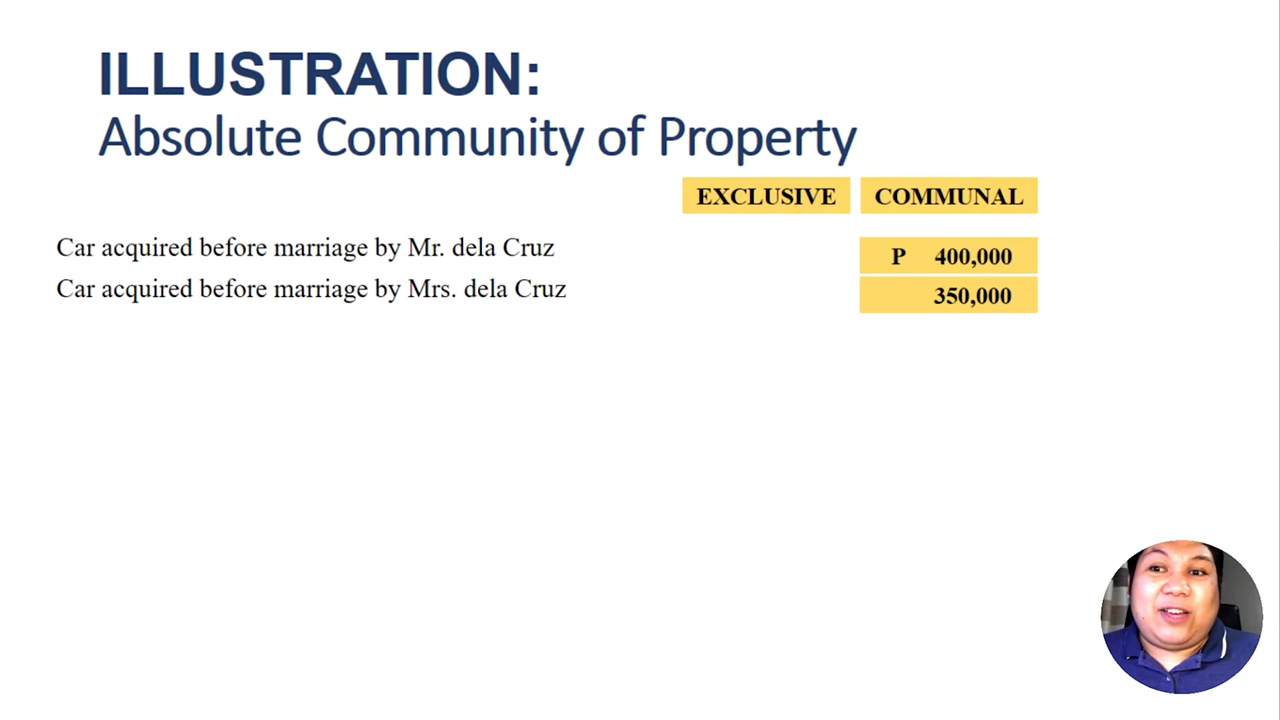 ILLUSTRATION:
Absolute Community of Property
EXCLUSIVE COMMUNAL
Car acquired before marriage by Mr. dela Cruz P 400,000
Car acquired before marriage by Mrs. dela Cruz 350,000